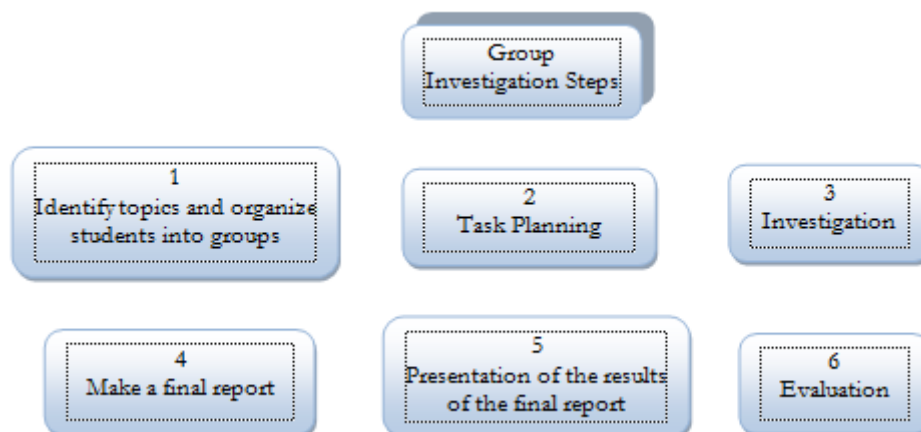 Group
Investigation Steps
1
Identify topics and organize
students into groups
2
Task Planning
3
Investigation
4
Make a final report
5
Presentation of the results
of the final report
6
Evaluation